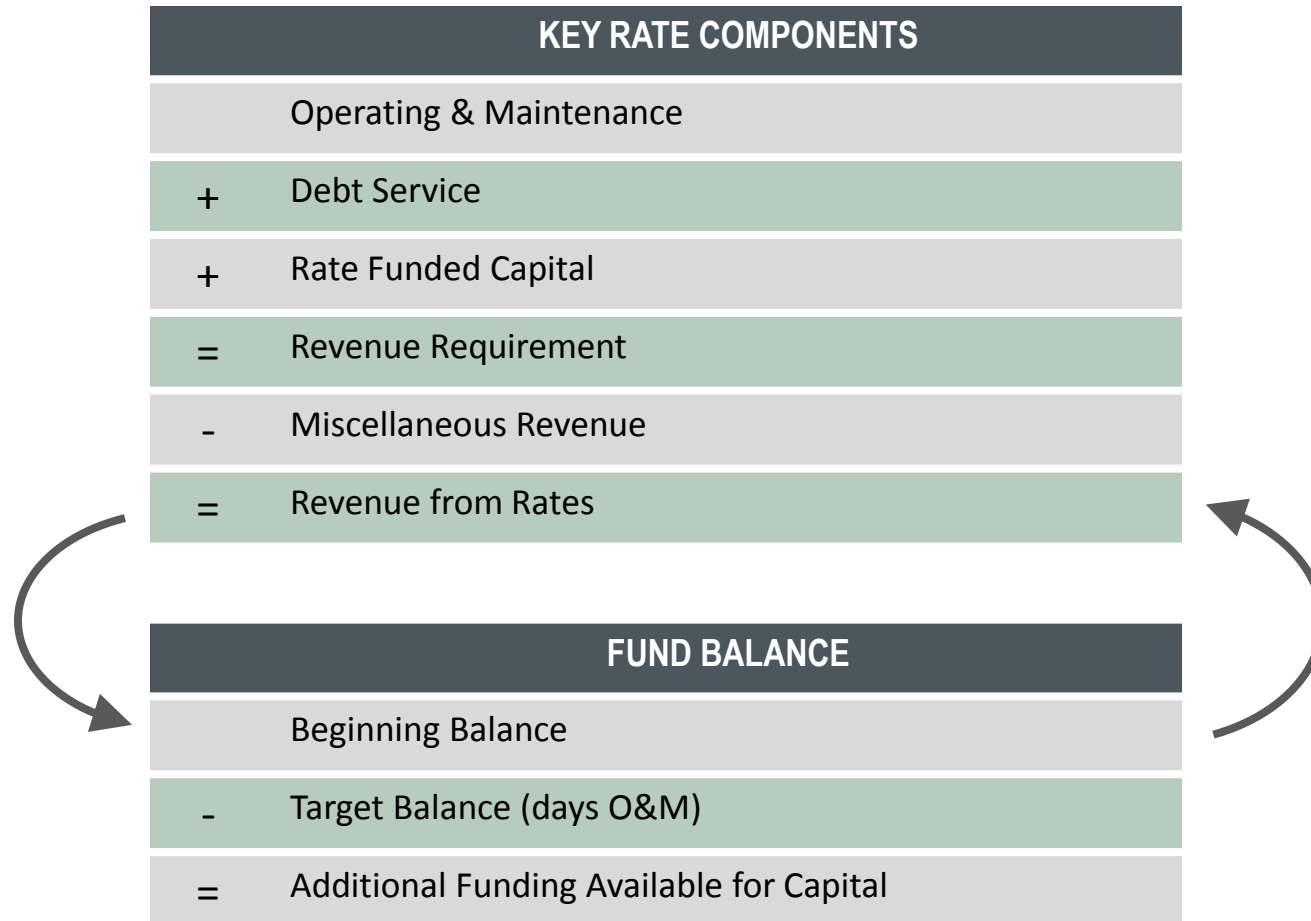 KEY RATE COMPONENTS
Operating & Maintenance
+ Debt Service
+ Rate Funded Capital
= Revenue Requirement
- Miscellaneous Revenue
= Revenue from Rates
FUND BALANCE
Beginning Balance
- Target Balance (days O&M)
= Additional Funding Available for Capital